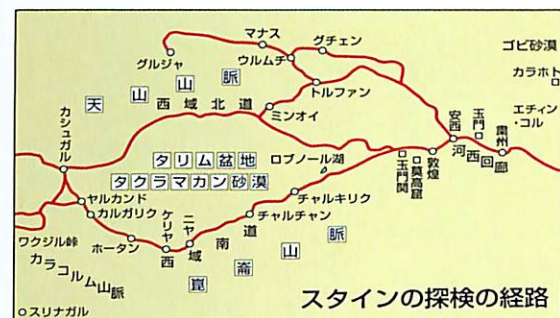 マナス
グチェン
ゴビ砂漠
グルジャ
ウルムチ
カラホト
天山山脈
トルファン
エチィン・コル
西域北道
ミンオイ
安西
玉門
粛州
カシュガル
タリム盆地
ロブノール湖
玉門関
莫高窟
敦煌
河西回廊
タクラマカン砂漠
ヤルカンド
チャルキリク
カルガリク
ケリヤ
ニヤ
チャルチャン
ワクジル峠
ホータン
西域南道
カラコルム山脈
崑崙山脈
スタインの探検の経路
スリナガル